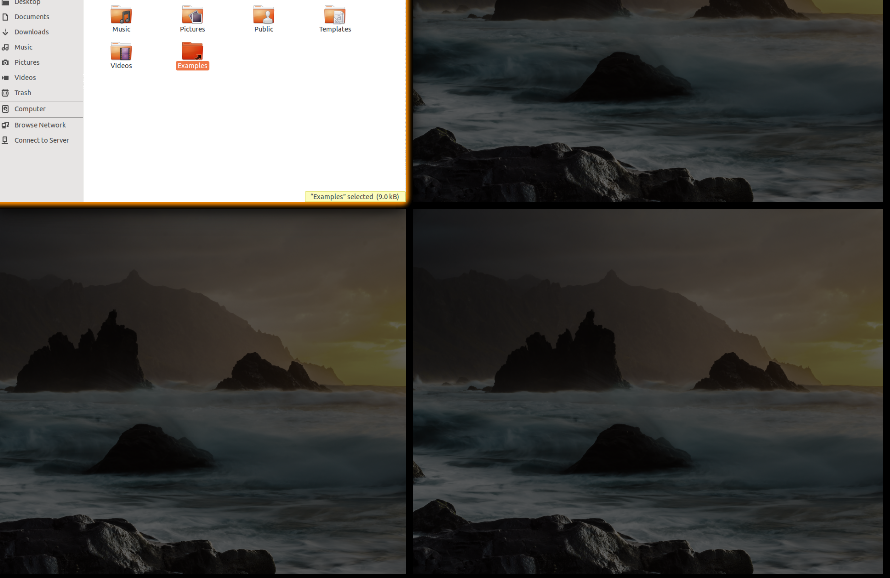 Desktop
Documents
Downloads
Music
Pictures
Videos
Trash
Computer
Browse Network
Connect to Server
Music
Pictures
Public
Templates
Videos
Examples
"Examples" selected (9.0 kB)